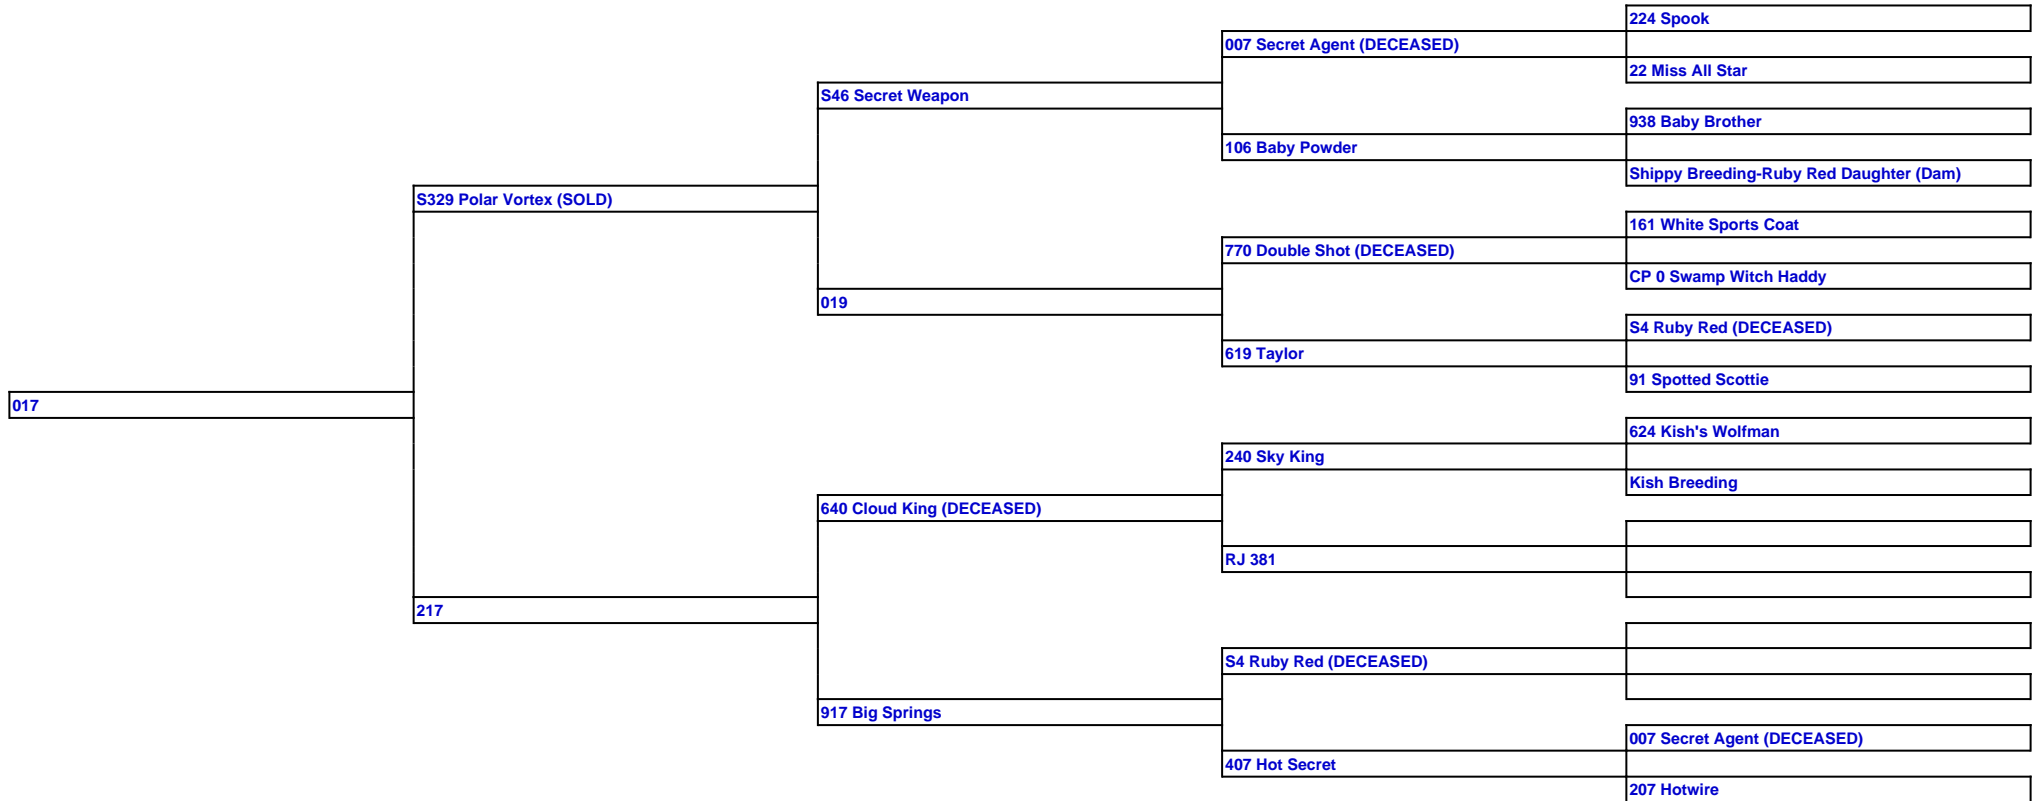 224 Spook
007 Secret Agent (DECEASED)
22 Miss All Star
S46 Secret Weapon
938 Baby Brother
106 Baby Powder
Shippy Breeding-Ruby Red Daughter (Dam)
S329 Polar Vortex (SOLD)
161 White Sports Coat
770 Double Shot (DECEASED)
CP 0 Swamp Witch Haddy
019
S4 Ruby Red (DECEASED)
619 Taylor
91 Spotted Scottie
017
624 Kish's Wolfman
240 Sky King
Kish Breeding
640 Cloud King (DECEASED)
RJ 381
217
S4 Ruby Red (DECEASED)
917 Big Springs
007 Secret Agent (DECEASED)
407 Hot Secret
207 Hotwire